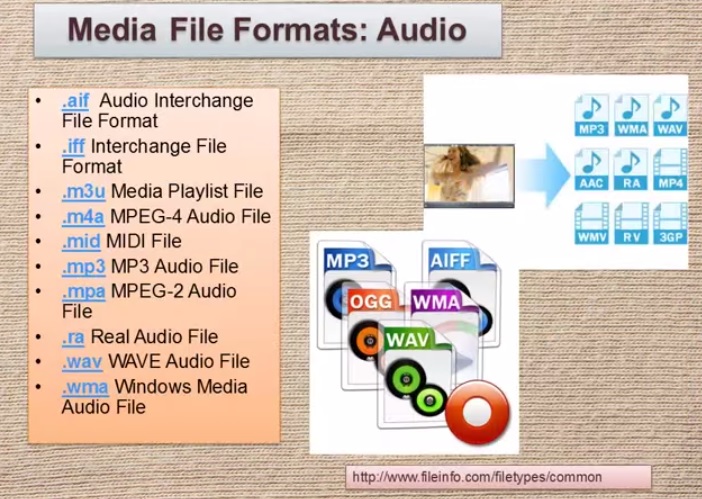 Media File Formats: Audio
• .aif Audio Interchange
File Format
• .iff Interchange File
Format
• .m3u Media Playlist File
• .m4a MPEG-4 Audio File
• .mid MIDI File
• .mp3 MP3 Audio File
• .mpa MPEG-2 Audio
File
• .ra Real Audio File
• .wav WAVE Audio File
• .wma Windows Media
Audio File
MP3 WMA WAV
AAC RA MP4
WMV RV 3GP
MP3 AIFF
OGG WMA
WAV
http://www.fileinfo.com/filetypes/common